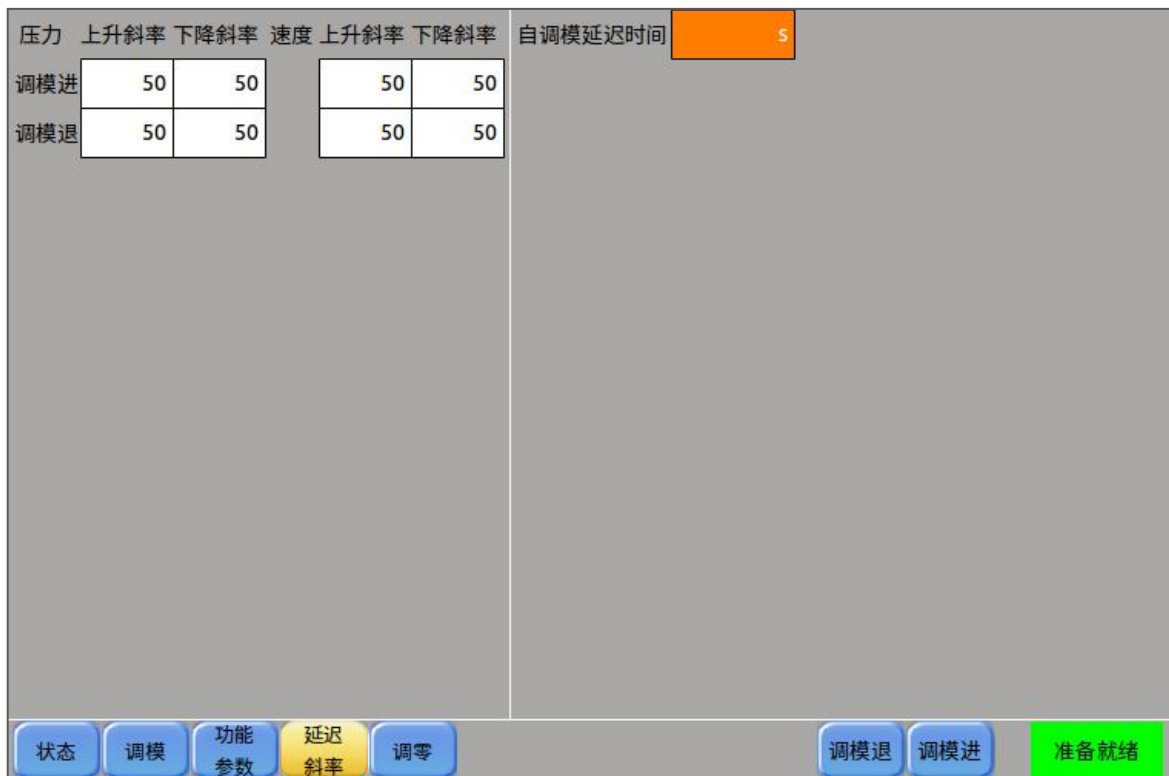 压力 上升斜率 下降斜率 速度 上升斜率 下降斜率 自调模延迟时间 s
调模进 50 50 50 50
调模退 50 50 50 50
状态 调模 功能参数 延迟斜率 调零 调模退 调模进 准备就绪